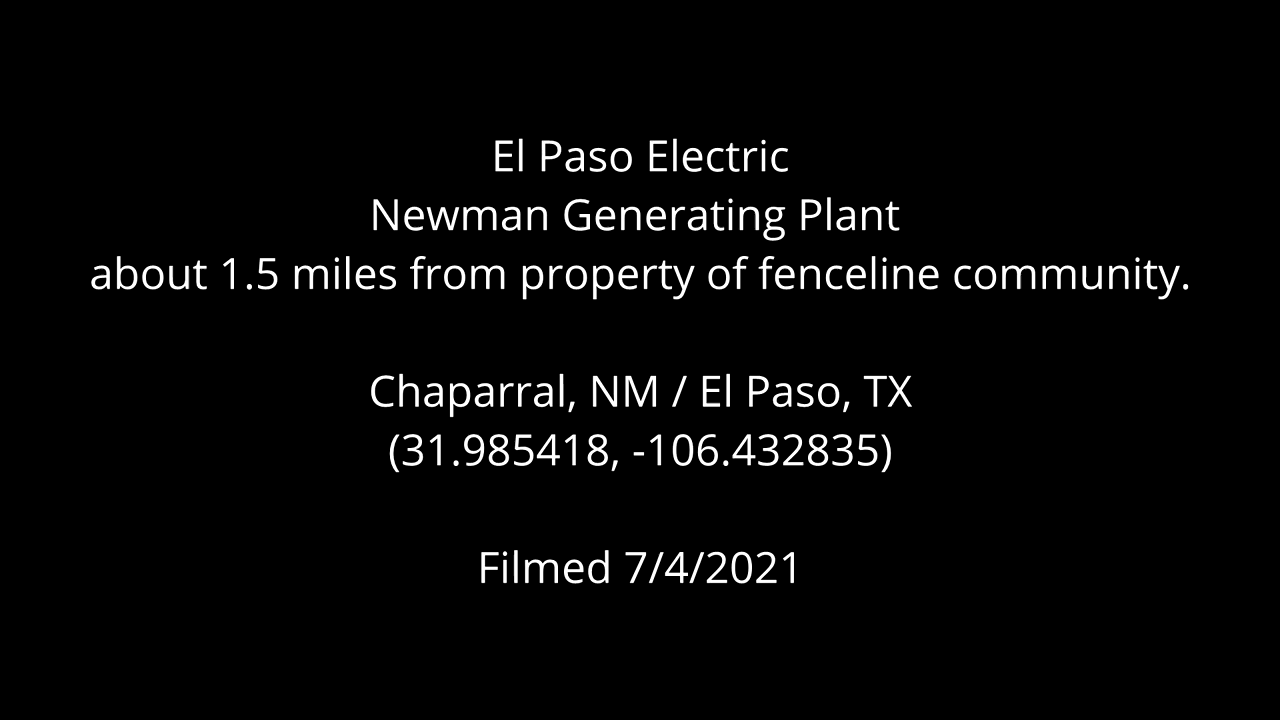 El Paso Electric
Newman Generating Plant
about 1.5 miles from property of fenceline community.
Chaparral, NM / El Paso, TX
(31.985418, -106.432835)
Filmed 7/4/2021